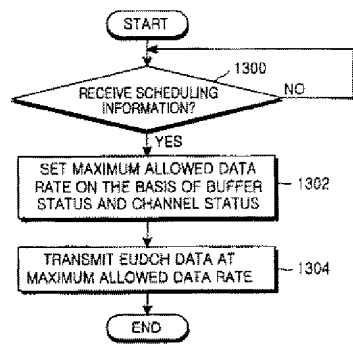 START
1300
RECEIVE SCHEDULING
INFORMATION?
NO
YES
SET MAXIMUM ALLOWED DATA
RATE ON THE BASIS OF BUFFER
STATUS AND CHANNEL STATUS
1302
TRANSMIT EUDCH DATA AT
MAXIMUM ALLOWED DATA RATE
1304
END